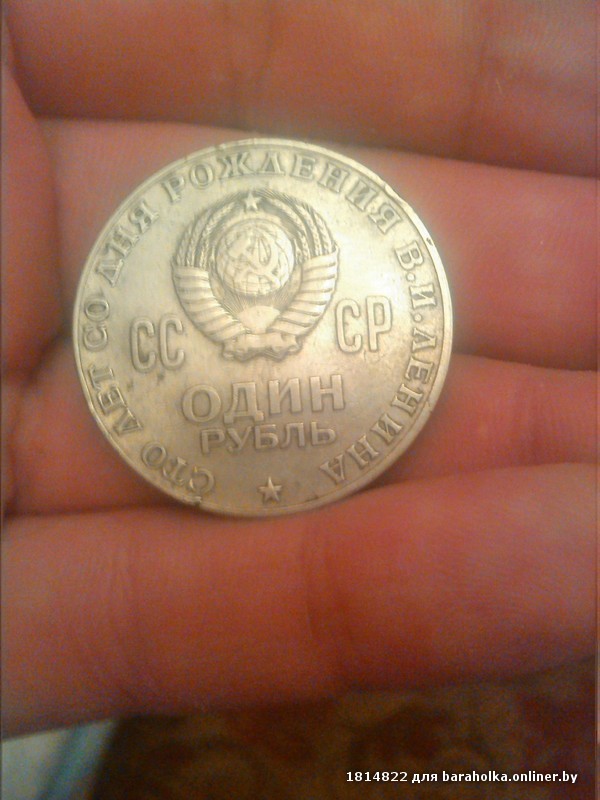 СТО ЛЕТ СО ДНЯ РОЖДЕНИЯ В.И.ЛЕНИНА
СС СР
ОДИН
РУБЛЬ
1814822 для baraholka.onliner.by